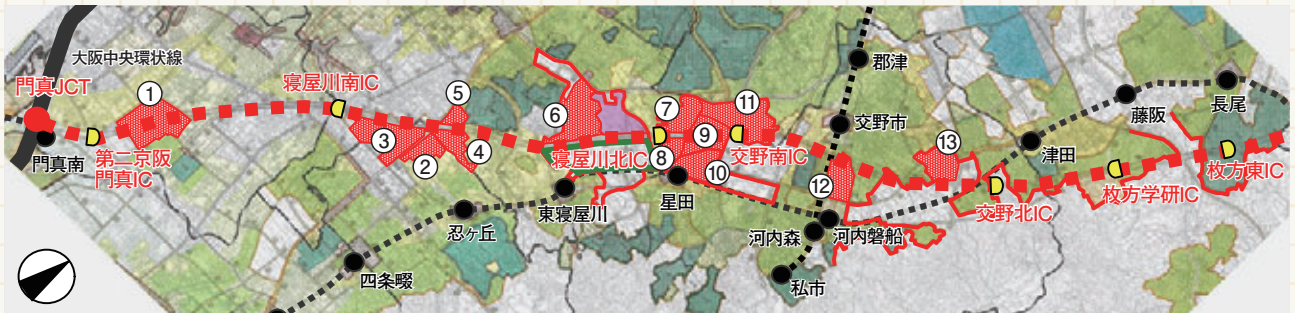 大阪中央環状線
門真JCT
①
門真南
第二京阪
門真IC
寝屋川南IC
③
②
⑤
④
四条畷
忍ヶ丘
⑥
東寝屋川
寝屋川北IC
⑦
⑧
⑨
⑩
⑪
星田
交野南IC
郡津
交野市
⑫
河内森
河内磐船
私市
⑬
津田
交野北IC
藤阪
長尾
枚方学研IC
枚方東IC